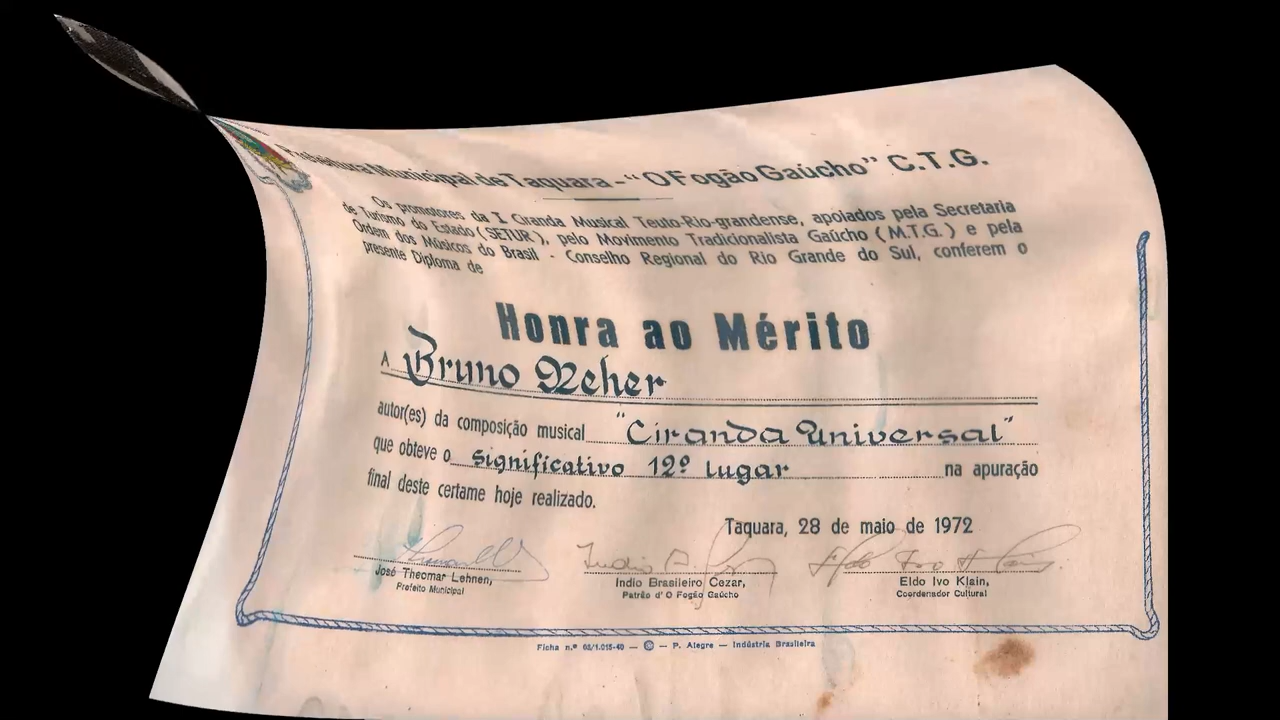 Prefeitura Municipal de Taquara - "O Fogão Gaúcho" C.T.G.
Os promotores da I Ciranda Musical Teuto-Rio-grandense, apoiados pela Secretaria
de Turismo do Estado (SETUR), pelo Movimento Tradicionalista Gaúcho (M.T.G.) e pela
Ordem dos Músicos do Brasil - Conselho Regional do Rio Grande do Sul, conferem o
presente Diploma de
Honra ao Mérito
A Bruno Neher
autor(es) da composição musical "Ciranda Universal"
que obteve o significativo 12º lugar na apuração
final deste certame hoje realizado.
Taquara, 28 de maio de 1972
José Theomar Lehnen,
Prefeito Municipal
Indio Brasileiro Cezar,
Patrão d' O Fogão Gaúcho
Eldo Ivo Klain,
Coordenador Cultural
Ficha n.º — P. Alegre — Indústria Brasileira